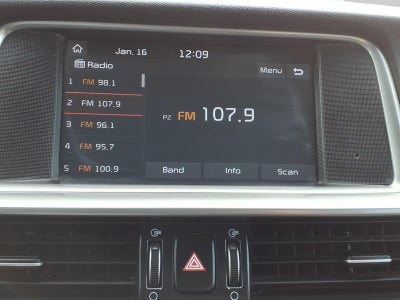 Jan. 16 12:09
Radio
Menu
1 FM 98.1
2 FM 107.9
3 FM 96.1
4 FM 95.7
5 FM 100.9
P2 FM 107.9
Band Info Scan